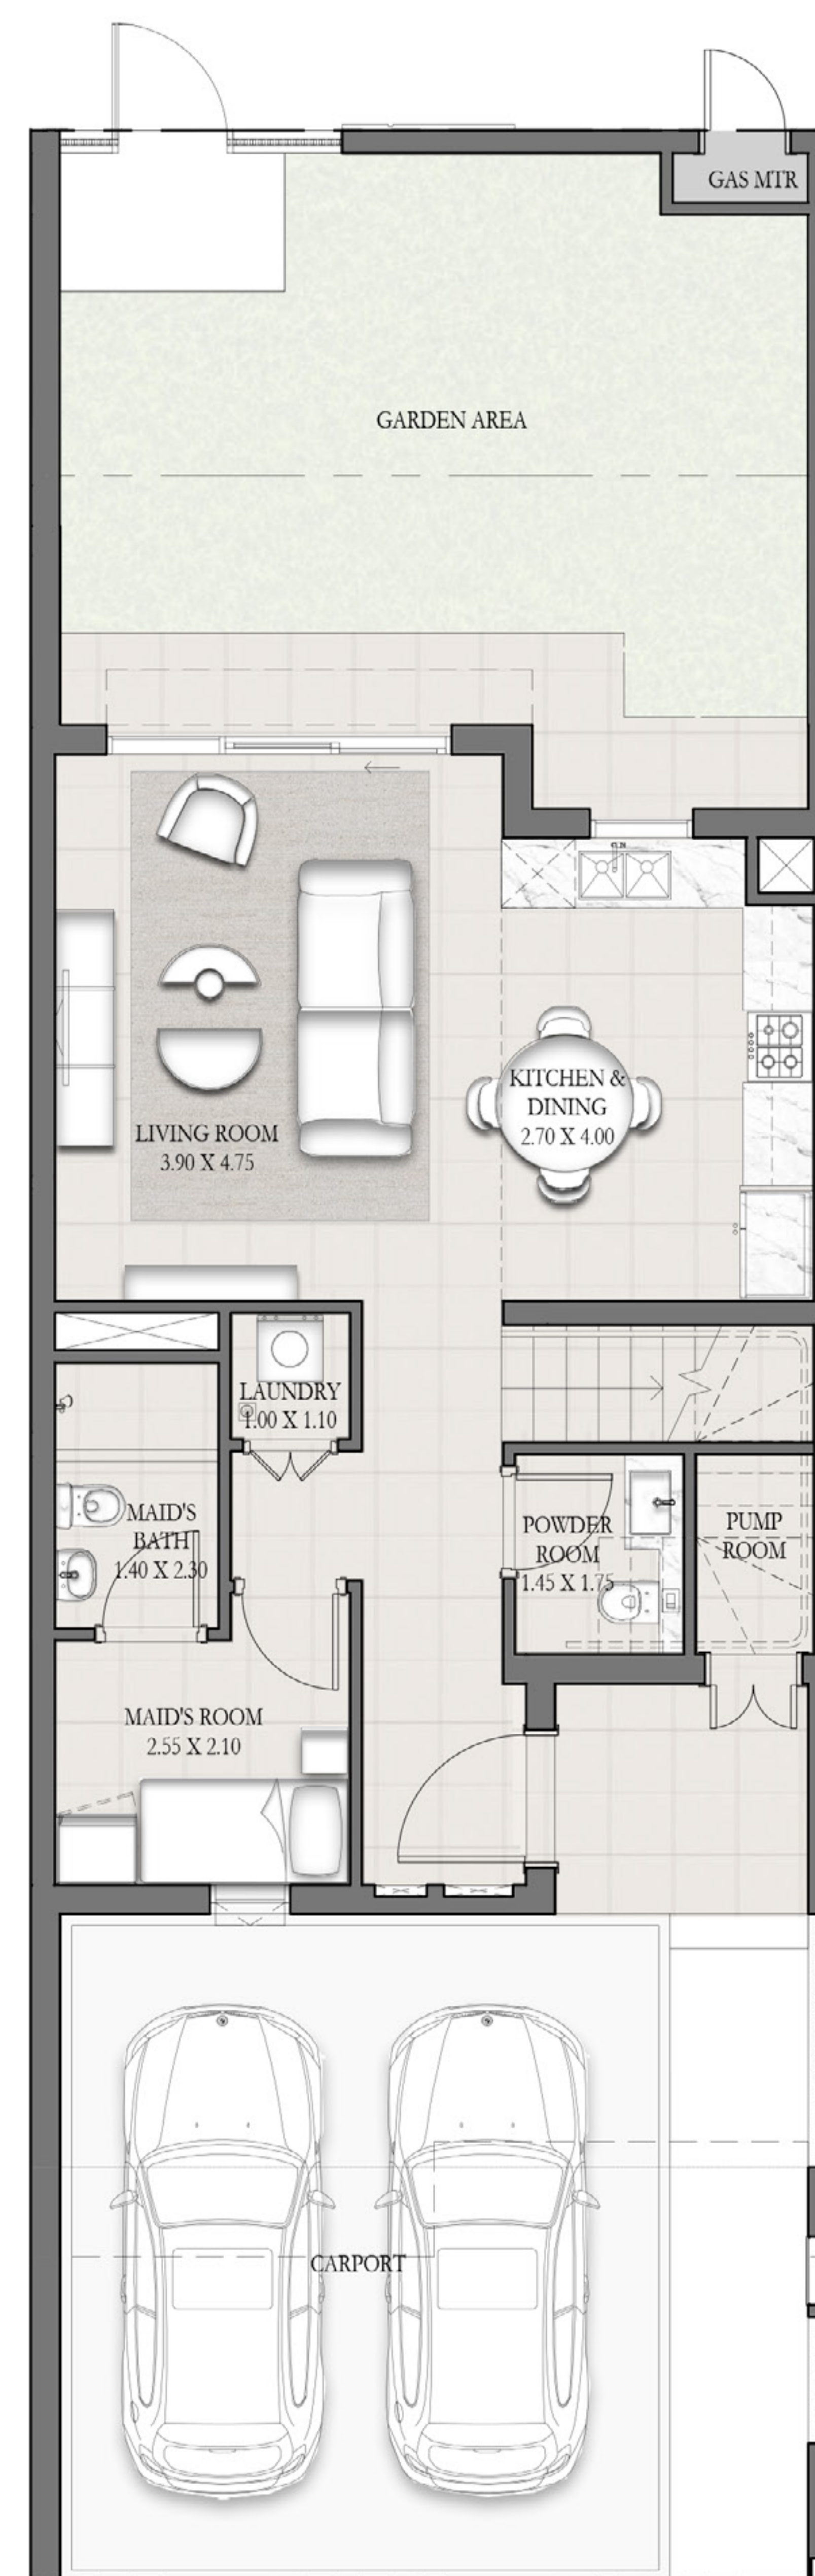 GAS MTR
GARDEN AREA
KITCHEN &
DINING
2.70 X 4.00
LIVING ROOM
3.90 X 4.75
LAUNDRY
1.00 X 1.10
MAID'S
BATH
1.40 X 2.30
POWDER
ROOM
1.45 X 1.75
PUMP
ROOM
MAID'S ROOM
2.55 X 2.10
CARPORT